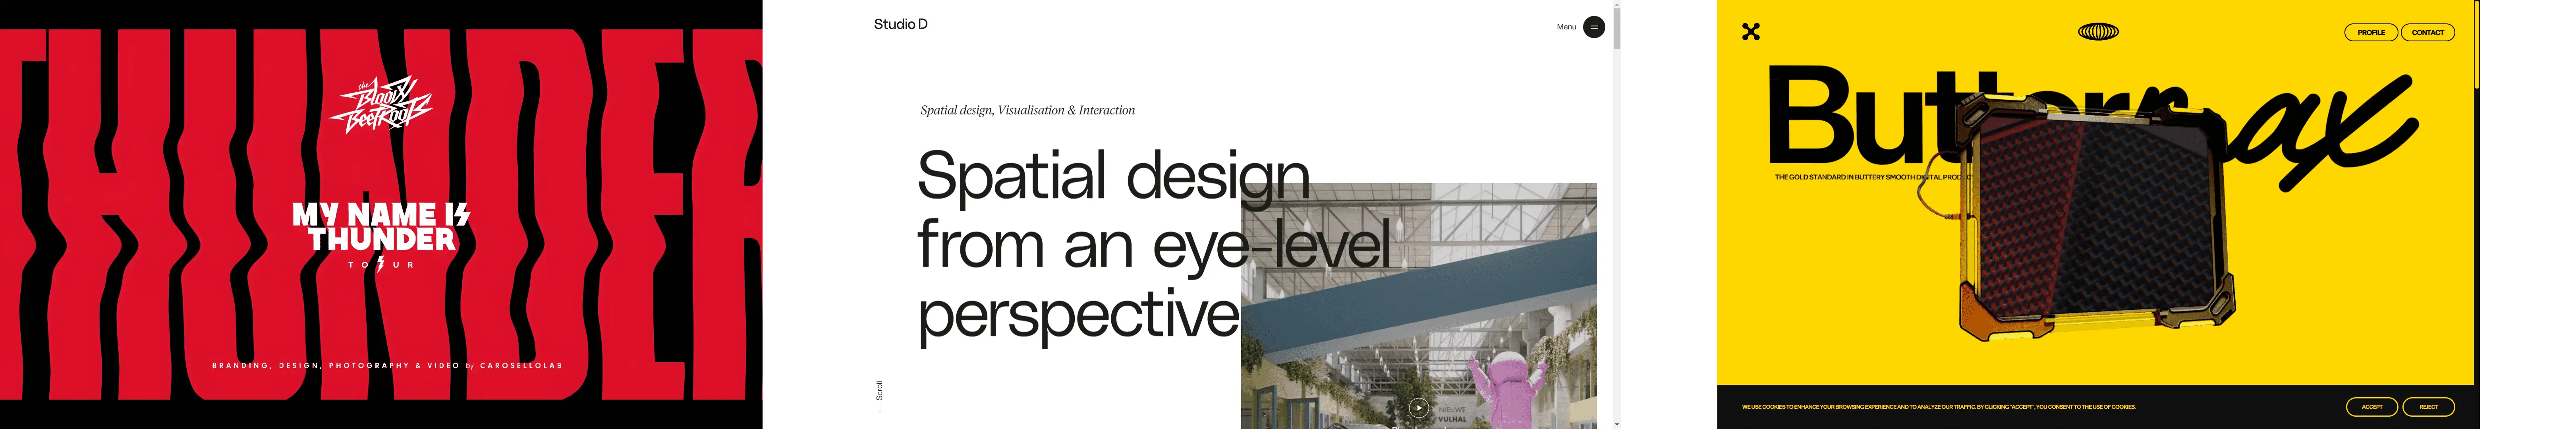 THUNDER
the
Bloody
Beetroots
MY NAME IS
THUNDER
TOUR
BRANDING, DESIGN, PHOTOGRAPHY & VIDEO by CAROSELLOLAB
Studio D
Menu
Spatial design, Visualisation & Interaction
Spatial design
from an eye-level
perspective
Scroll
NIEUWE
VULHAL
PROFILE
CONTACT
Buttermax
THE GOLD STANDARD IN BUTTERY SMOOTH DIGITAL PRODUCT
WE USE COOKIES TO ENHANCE YOUR BROWSING EXPERIENCE AND TO ANALYZE OUR TRAFFIC. BY CLICKING "ACCEPT", YOU CONSENT TO THE USE OF COOKIES.
ACCEPT
REJECT